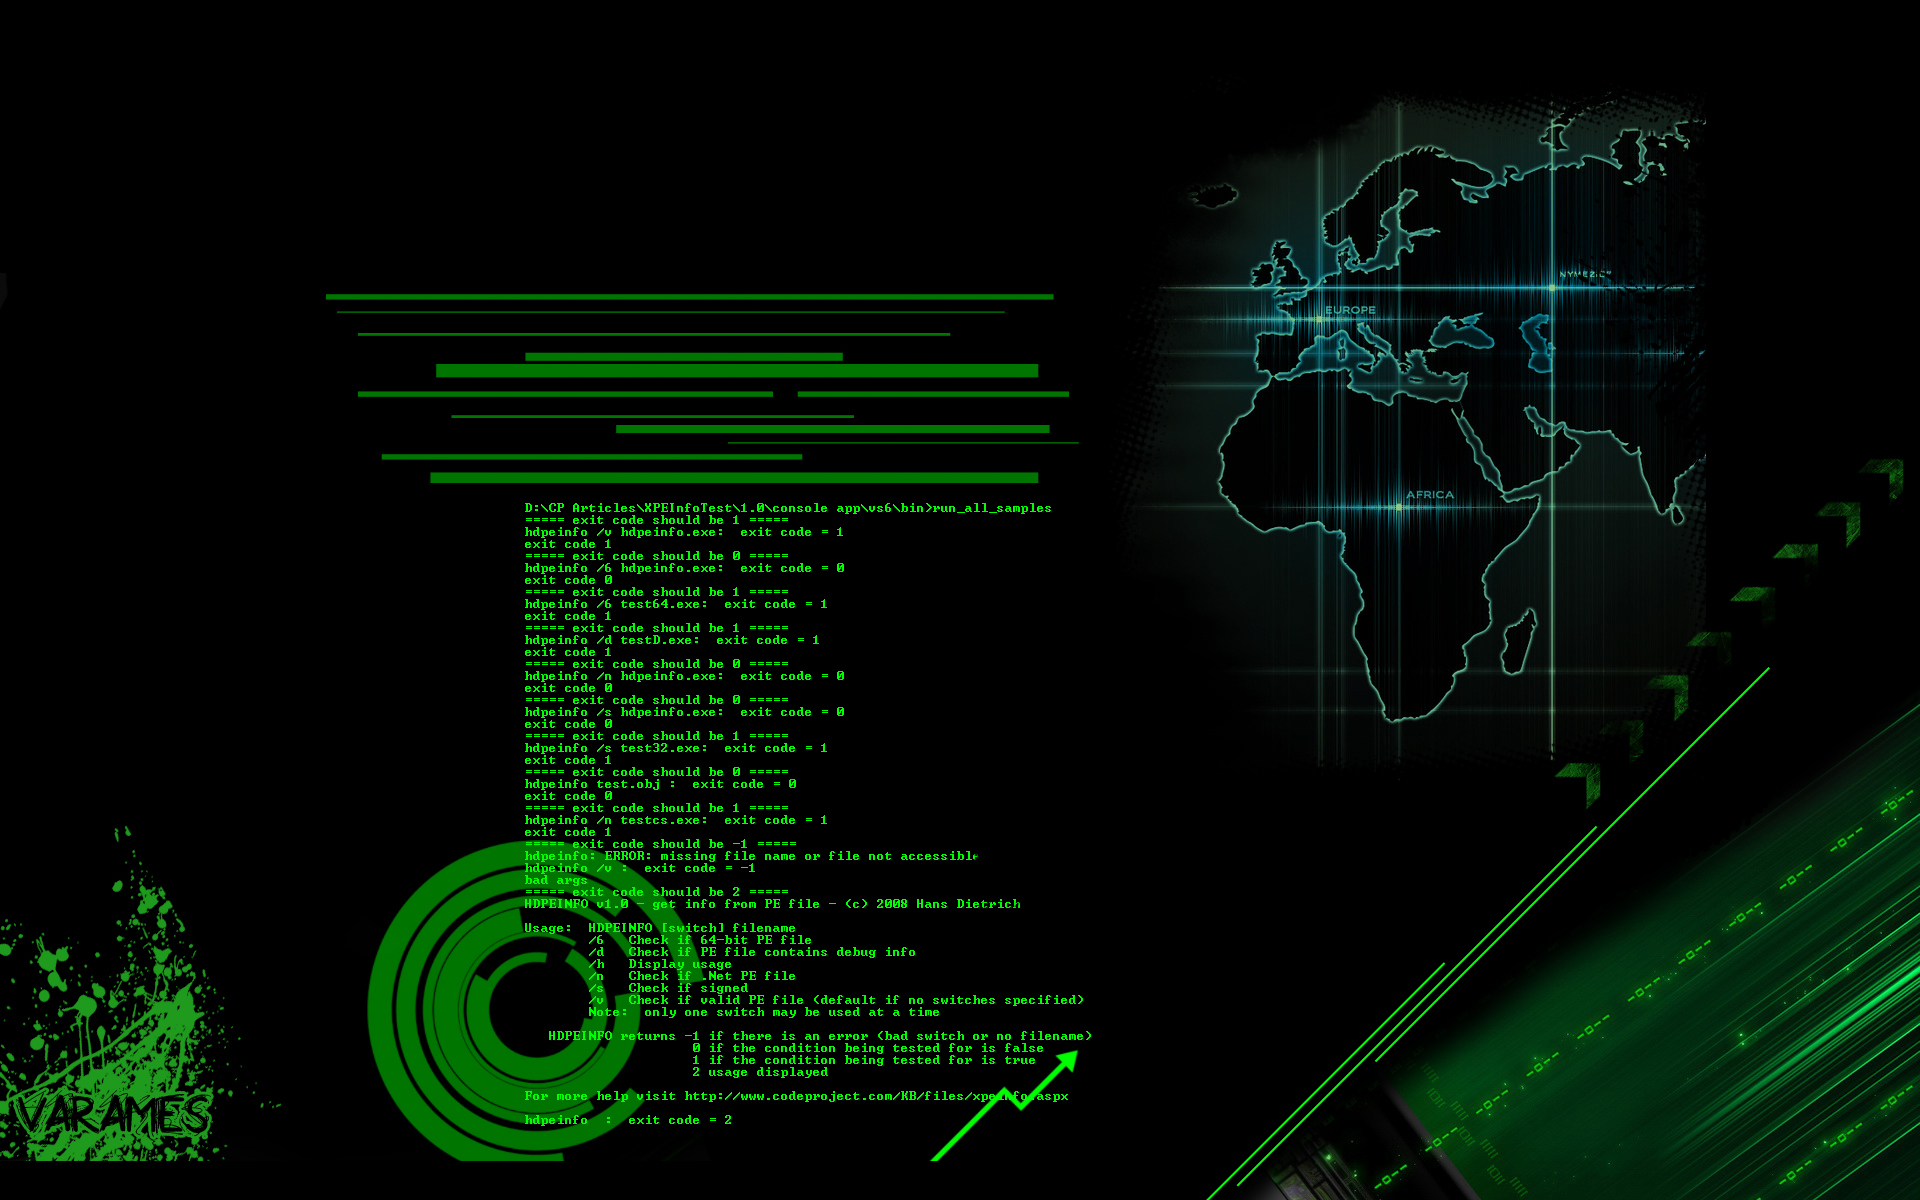 NYMEZIC
EUROPE
AFRICA
D:\CP Articles\XPEInfoTest\1.0\console app\vs6\bin>run_all_samples
===== exit code should be 1 =====
hdpeinfo /v hdpeinfo.exe:  exit code = 1
exit code 1
===== exit code should be 0 =====
hdpeinfo /6 hdpeinfo.exe:  exit code = 0
exit code 0
===== exit code should be 1 =====
hdpeinfo /6 test64.exe:  exit code = 1
exit code 1
===== exit code should be 1 =====
hdpeinfo /d testD.exe:  exit code = 1
exit code 1
===== exit code should be 0 =====
hdpeinfo /n hdpeinfo.exe:  exit code = 0
exit code 0
===== exit code should be 0 =====
hdpeinfo /s hdpeinfo.exe:  exit code = 0
exit code 0
===== exit code should be 1 =====
hdpeinfo /s test32.exe:  exit code = 1
exit code 1
===== exit code should be 0 =====
hdpeinfo test.obj :  exit code = 0
exit code 0
===== exit code should be 1 =====
hdpeinfo /n testcs.exe:  exit code = 1
exit code 1
===== exit code should be -1 =====
hdpeinfo: ERROR: missing file name or file not accessible
hdpeinfo /v :  exit code = -1
bad args
===== exit code should be 2 =====
HDPEINFO v1.0 - get info from PE file - (c) 2008 Hans Dietrich
Usage:  HDPEINFO [switch] filename
/6   Check if 64-bit PE file
/d   Check if PE file contains debug info
/h   Display usage
/n   Check if .Net PE file
/s   Check if signed
/v   Check if valid PE file (default if no switches specified)
Note:  only one switch may be used at a time
HDPEINFO returns -1 if there is an error (bad switch or no filename)
0 if the condition being tested for is false
1 if the condition being tested for is true
2 usage displayed
For more help visit http://www.codeproject.com/KB/files/xpeinfo.aspx
hdpeinfo  :  exit code = 2
VARAMES